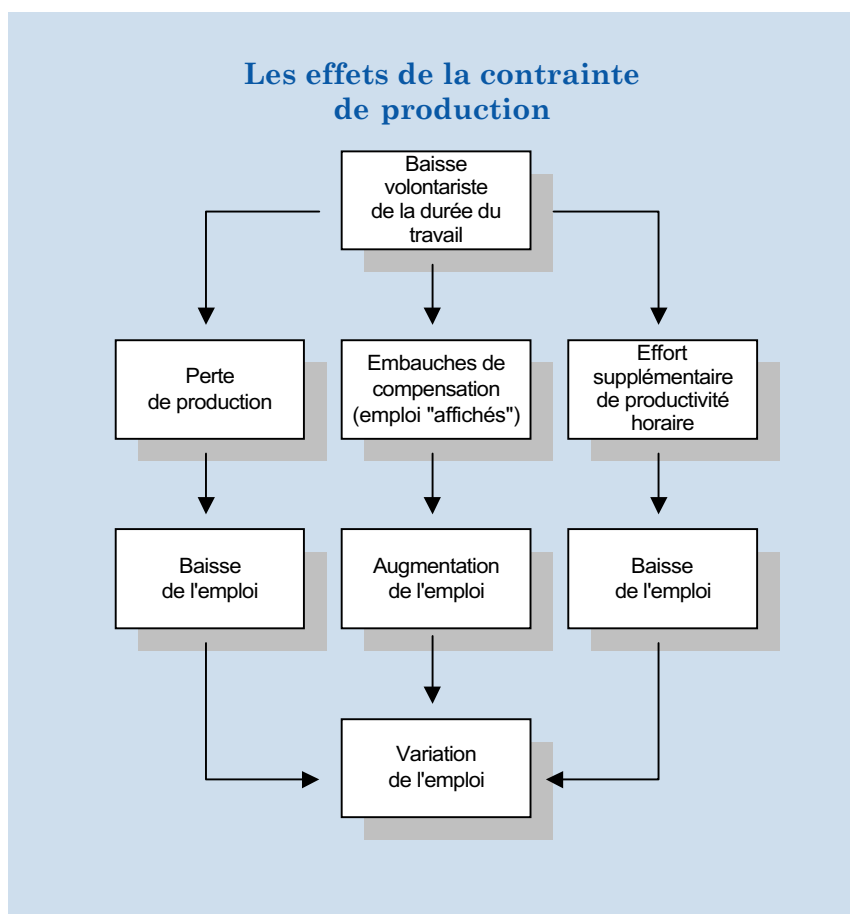 Les effets de la contrainte
de production
Baisse
volontariste
de la durée du
travail
Perte
de production
Embauches de
compensation
(emploi "affichés")
Effort
supplémentaire
de productivité
horaire
Baisse
de l'emploi
Augmentation
de l'emploi
Baisse
de l'emploi
Variation
de l'emploi